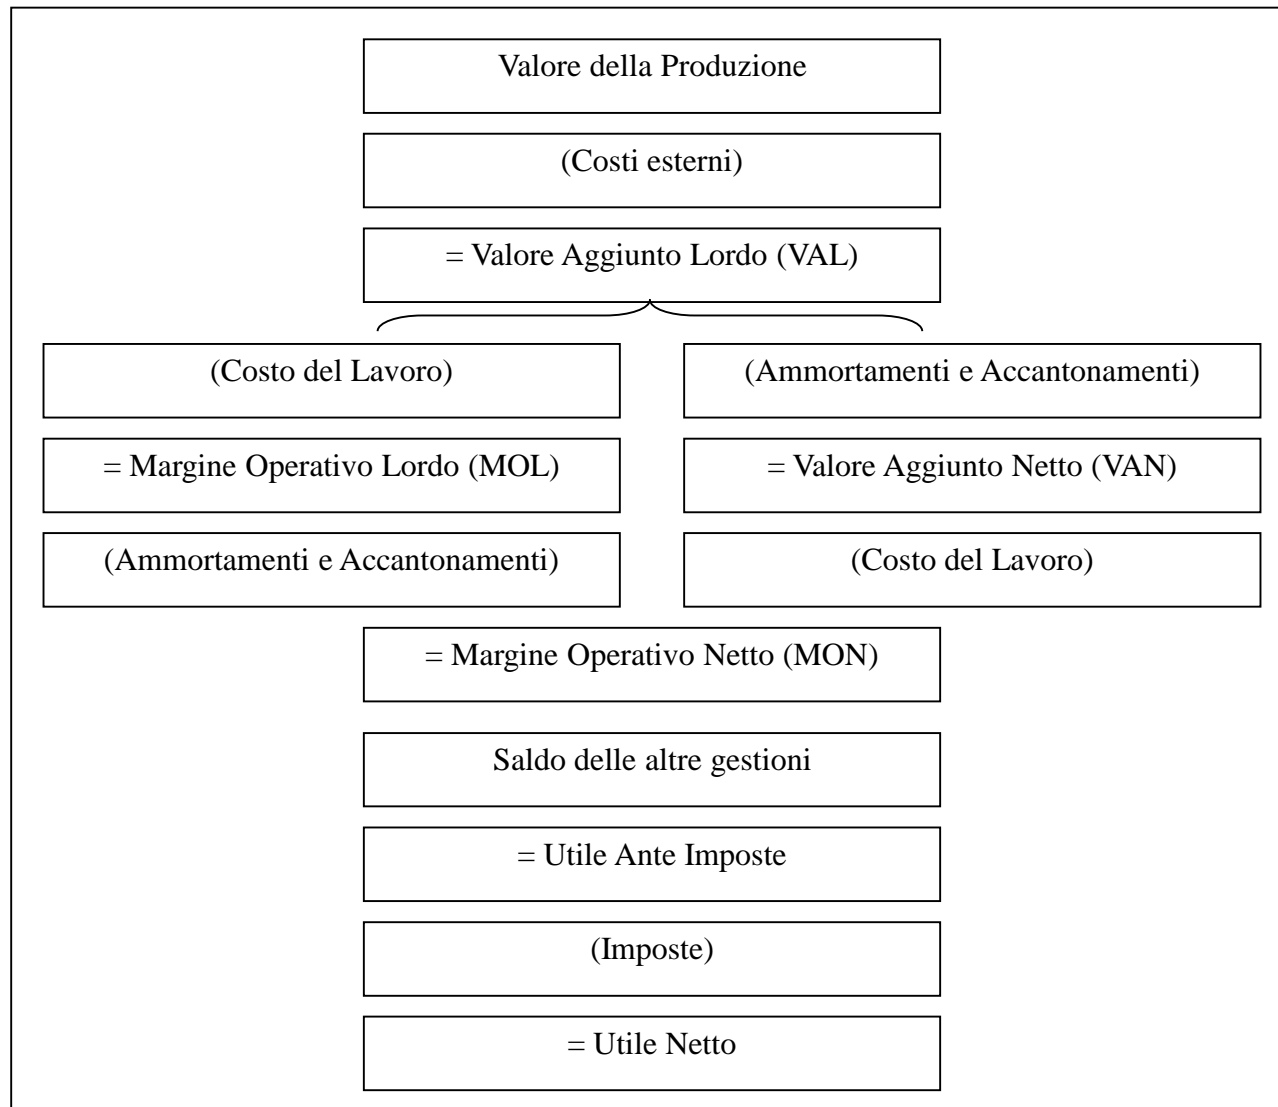 Valore della Produzione
(Costi esterni)
= Valore Aggiunto Lordo (VAL)
(Costo del Lavoro)
(Ammortamenti e Accantonamenti)
= Margine Operativo Lordo (MOL)
= Valore Aggiunto Netto (VAN)
(Ammortamenti e Accantonamenti)
(Costo del Lavoro)
= Margine Operativo Netto (MON)
Saldo delle altre gestioni
= Utile Ante Imposte
(Imposte)
= Utile Netto